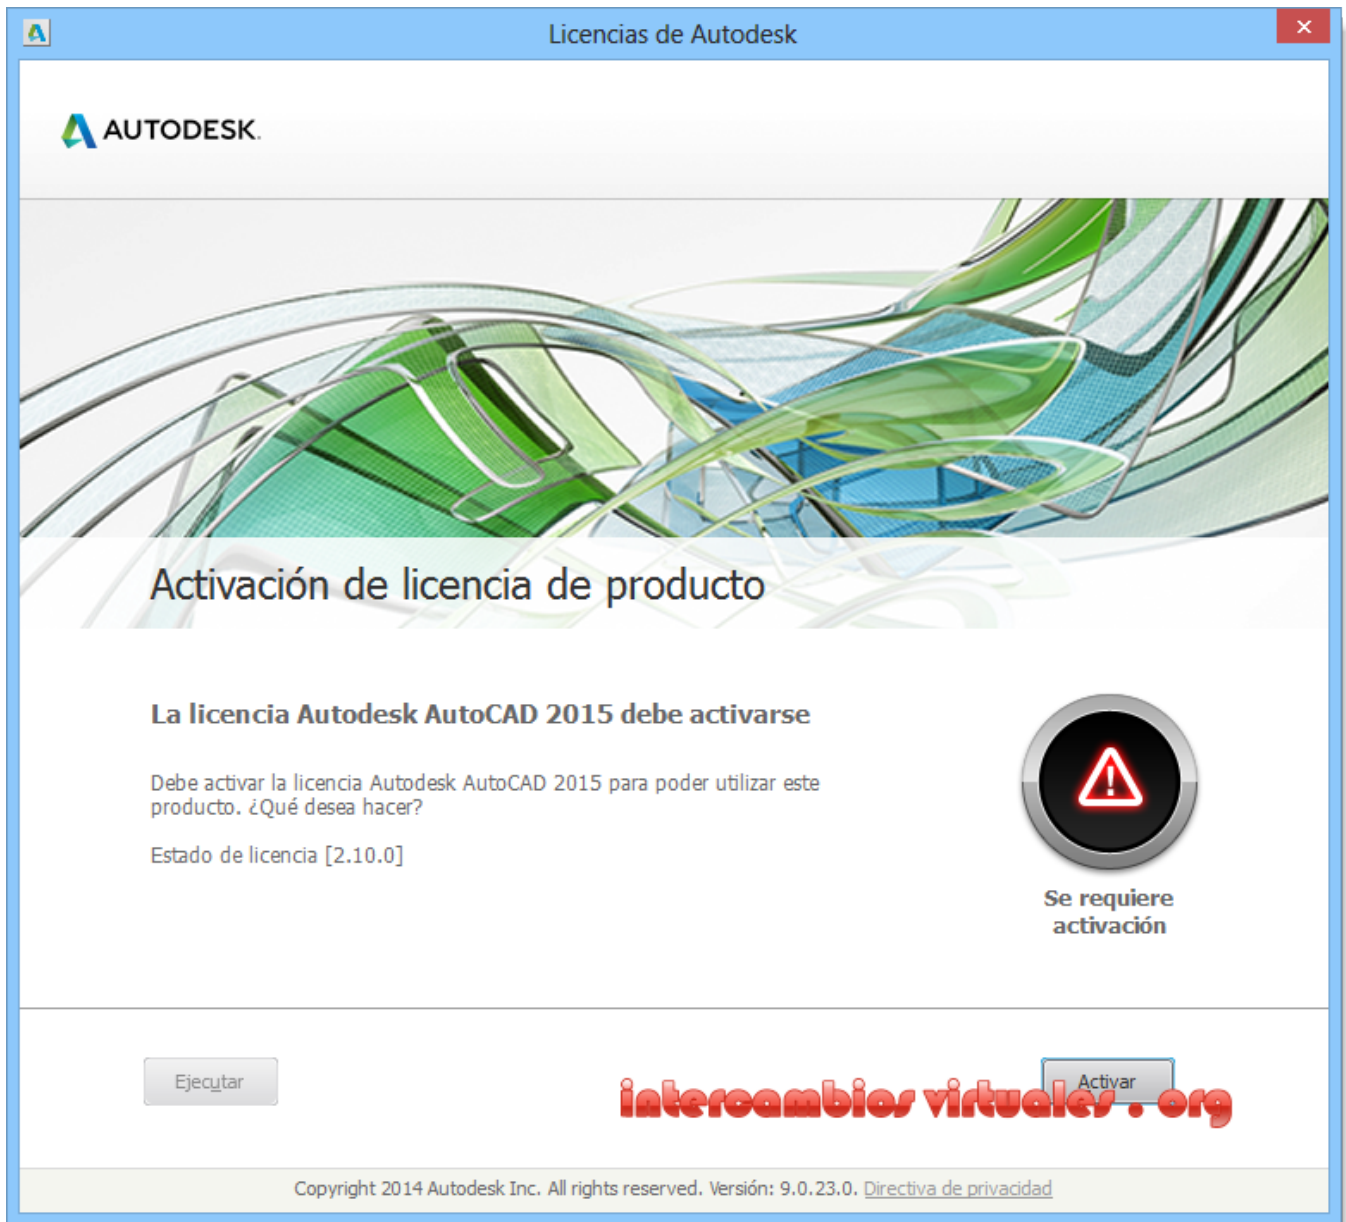 Licencias de Autodesk
AUTODESK.
Activación de licencia de producto
La licencia Autodesk AutoCAD 2015 debe activarse
Debe activar la licencia Autodesk AutoCAD 2015 para poder utilizar este
producto. ¿Qué desea hacer?
Estado de licencia [2.10.0]
Se requiere
activación
Ejecutar
Activar
intercambios virtuales . org
Copyright 2014 Autodesk Inc. All rights reserved. Versión: 9.0.23.0. Directiva de privacidad